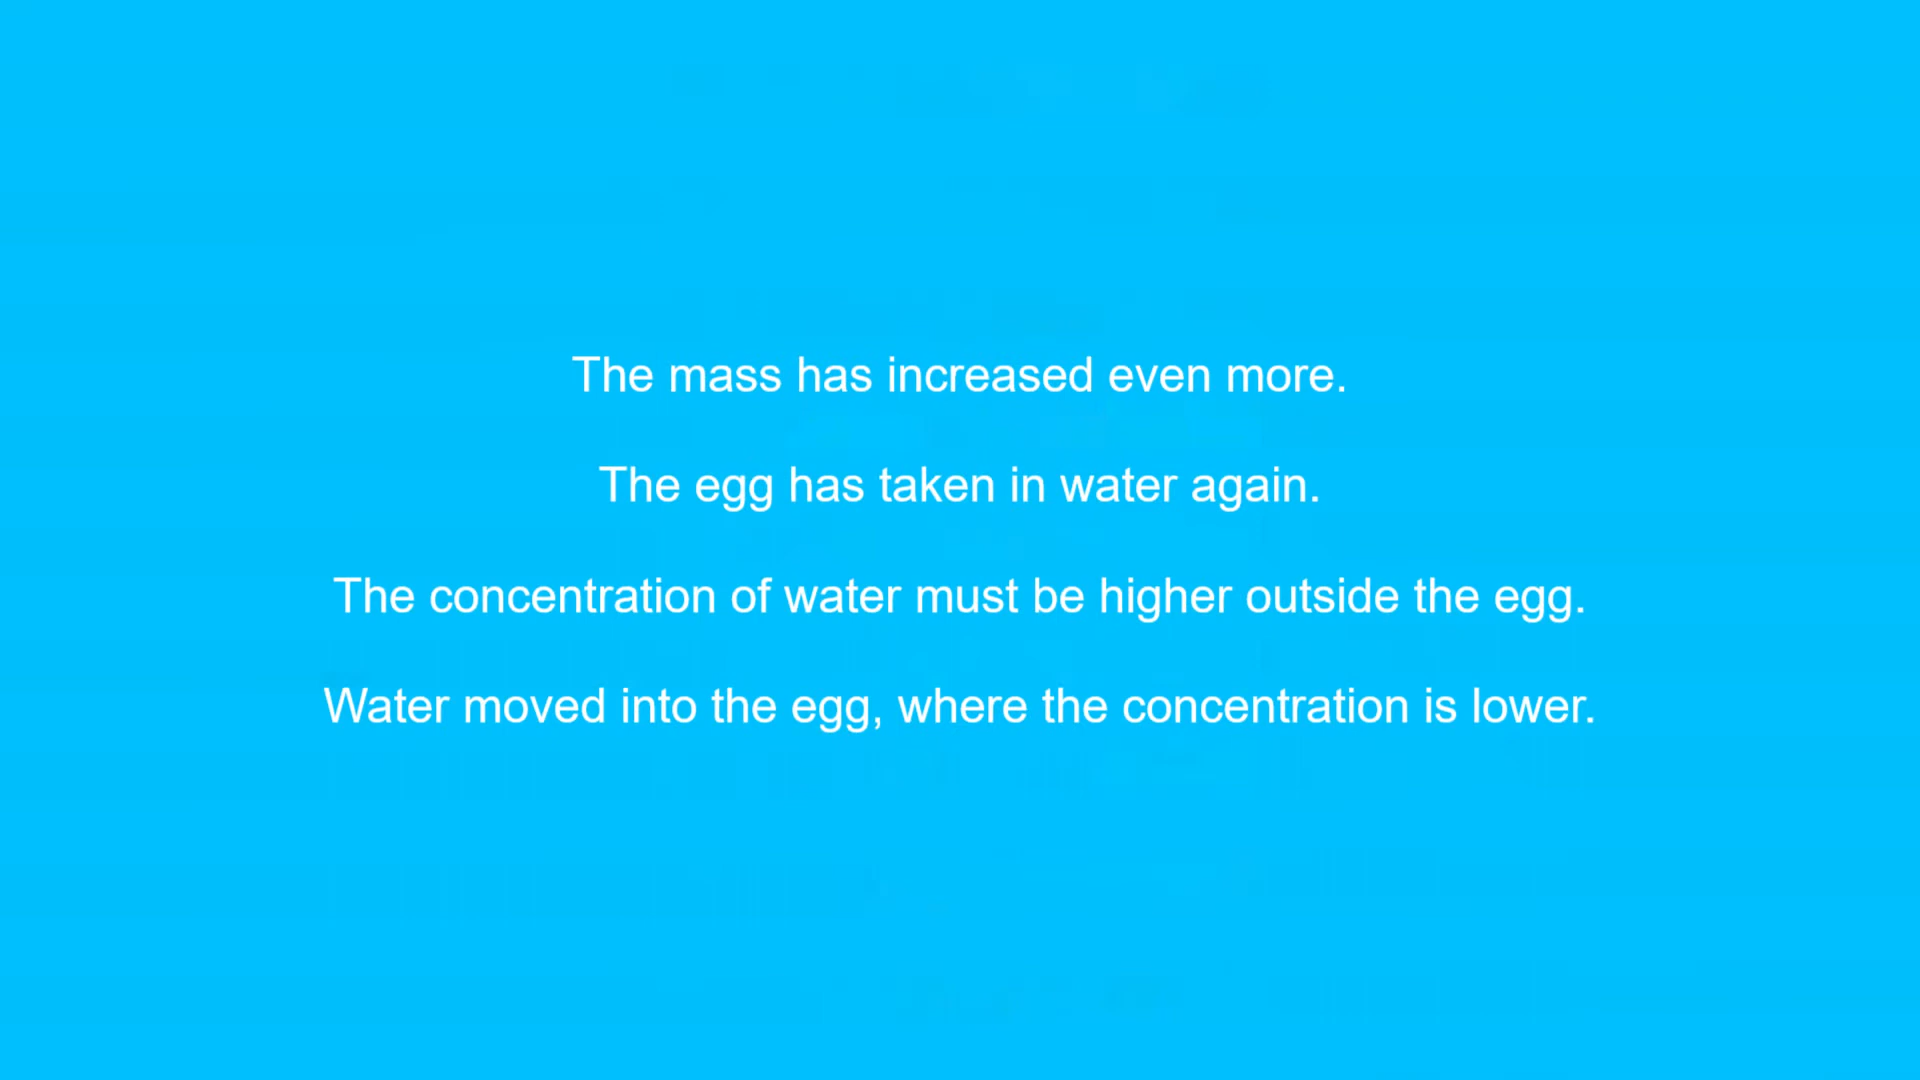 The mass has increased even more.
The egg has taken in water again.
The concentration of water must be higher outside the egg.
Water moved into the egg, where the concentration is lower.